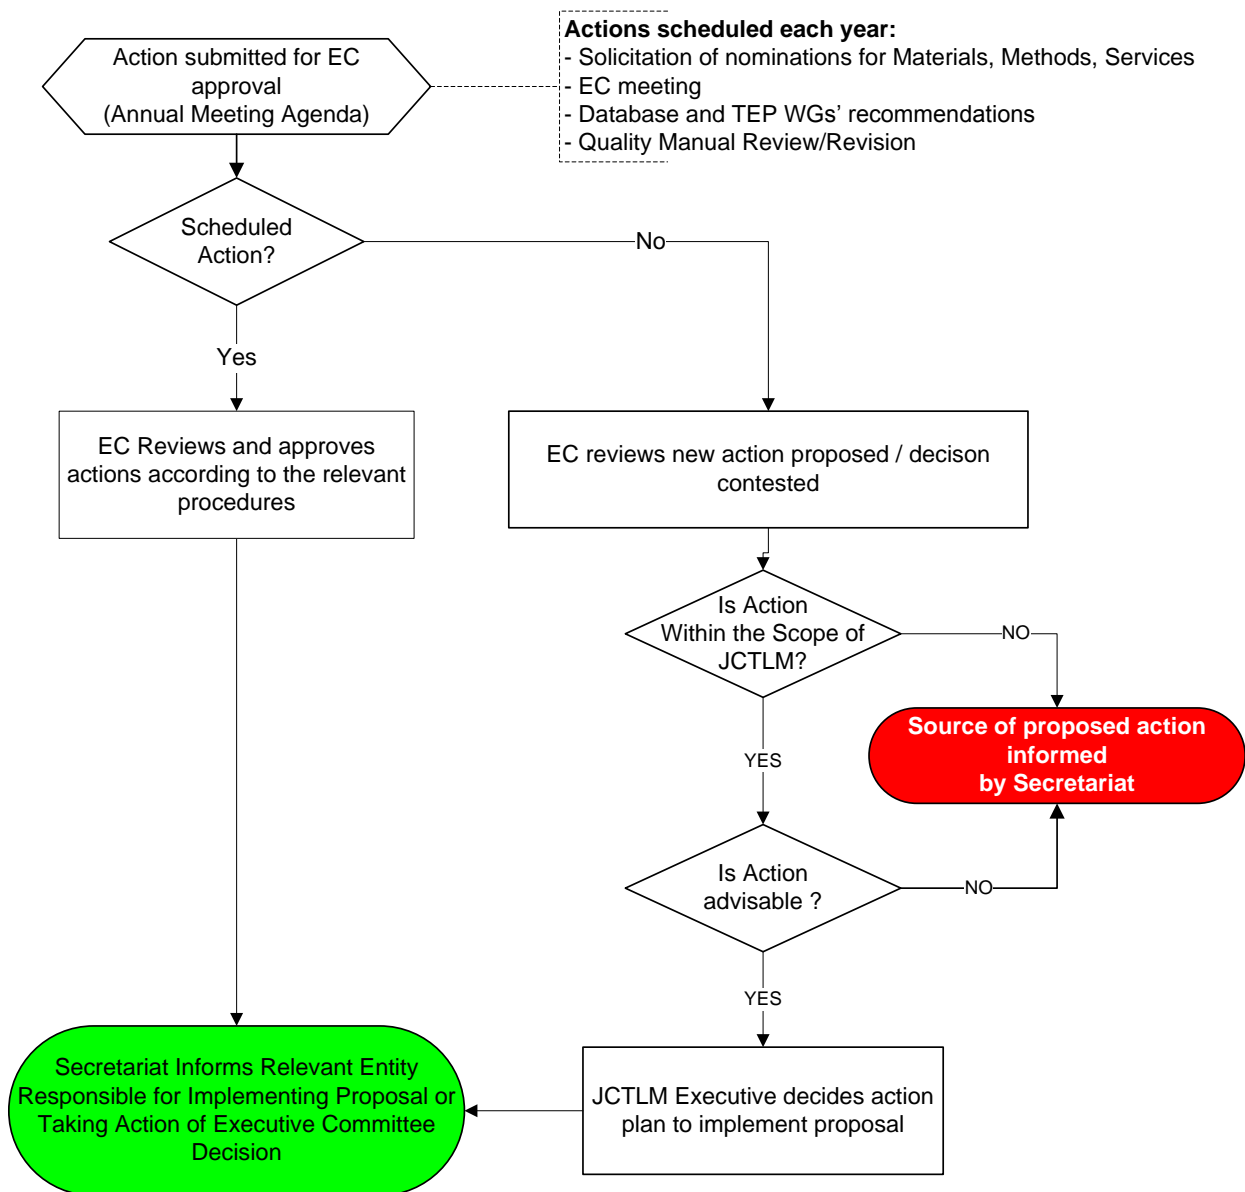 Action submitted for EC
approval
(Annual Meeting Agenda)
Actions scheduled each year:
- Solicitation of nominations for Materials, Methods, Services
- EC meeting
- Database and TEP WGs' recommendations
- Quality Manual Review/Revision
Scheduled
Action?
No
Yes
EC Reviews and approves
actions according to the relevant
procedures
EC reviews new action proposed / decison
contested
Is Action
Within the Scope of
JCTLM?
NO
YES
Source of proposed action
informed
by Secretariat
Is Action
advisable ?
NO
YES
JCTLM Executive decides action
plan to implement proposal
Secretariat Informs Relevant Entity
Responsible for Implementing Proposal or
Taking Action of Executive Committee
Decision